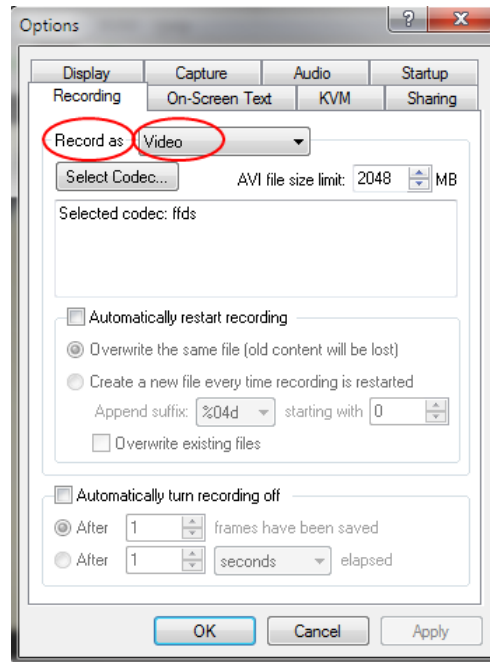 Options
Display Capture Audio Startup
Recording On-Screen Text KVM Sharing
Record as Video
Select Codec... AVI file size limit: 2048 MB
Selected codec: ffds
Automatically restart recording
Overwrite the same file (old content will be lost)
Create a new file every time recording is restarted
Append suffix: %04d starting with 0
Overwrite existing files
Automatically turn recording off
After 1 frames have been saved
After 1 seconds elapsed
OK Cancel Apply